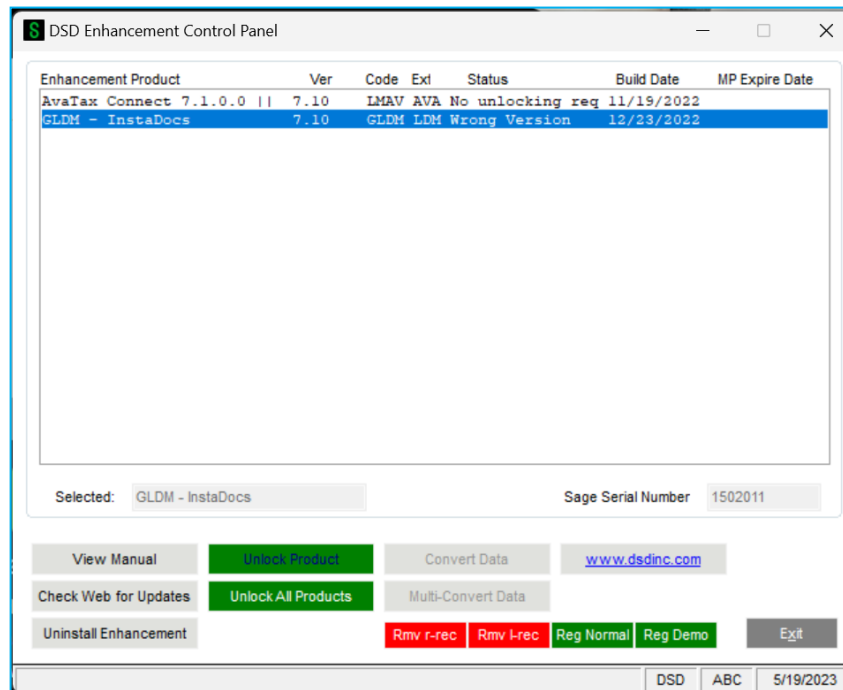 S DSD Enhancement Control Panel
Enhancement Product Ver Code Ext Status Build Date MP Expire Date
AvaTax Connect 7.1.0.0 || 7.10 LMAV AVA No unlocking req 11/19/2022
GLDM - InstaDocs 7.10 GLDM LDM Wrong Version 12/23/2022
Selected: GLDM - InstaDocs Sage Serial Number 1502011
View Manual Unlock Product Convert Data www.dsdinc.com
Check Web for Updates Unlock All Products Multi-Convert Data
Uninstall Enhancement Rmv r-rec Rmv l-rec Reg Normal Reg Demo Exit
DSD ABC 5/19/2023